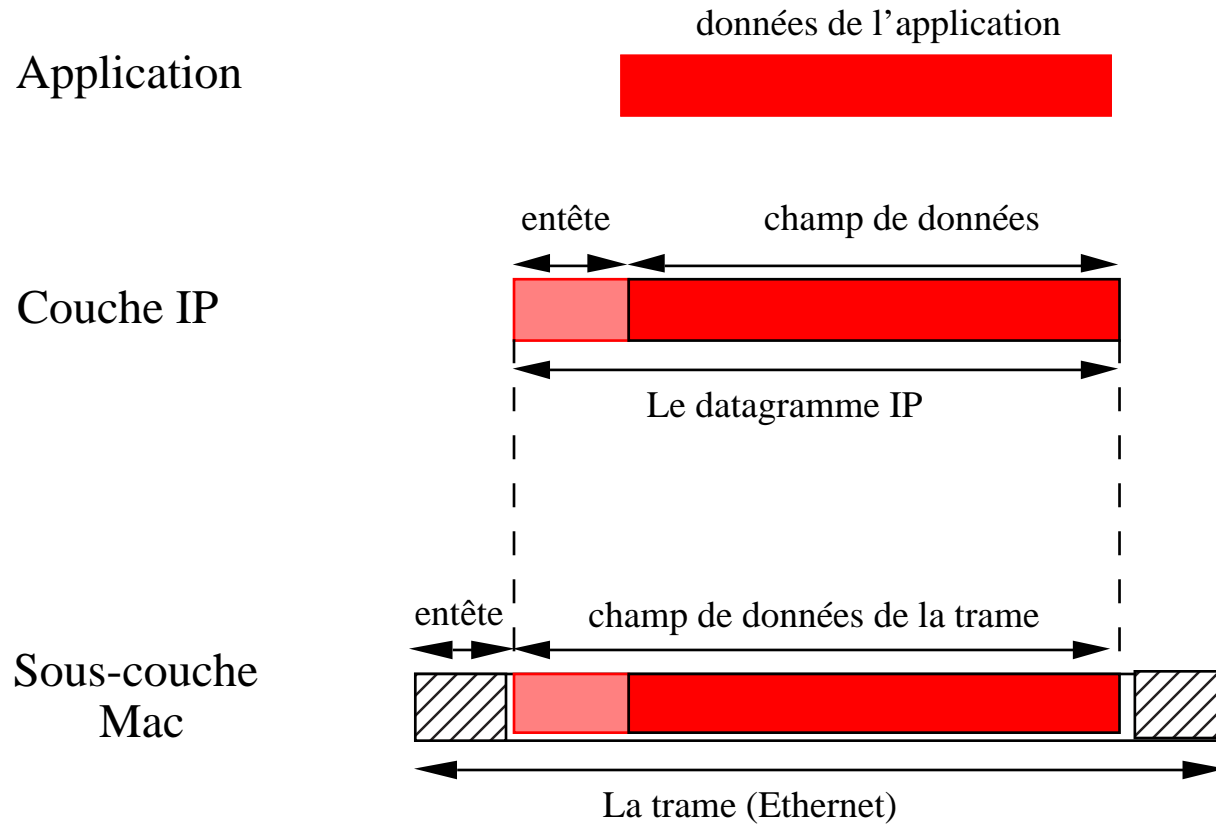 données de l'application
Application
entête
champ de données
Couche IP
Le datagramme IP
entête
champ de données de la trame
Sous-couche
Mac
La trame (Ethernet)